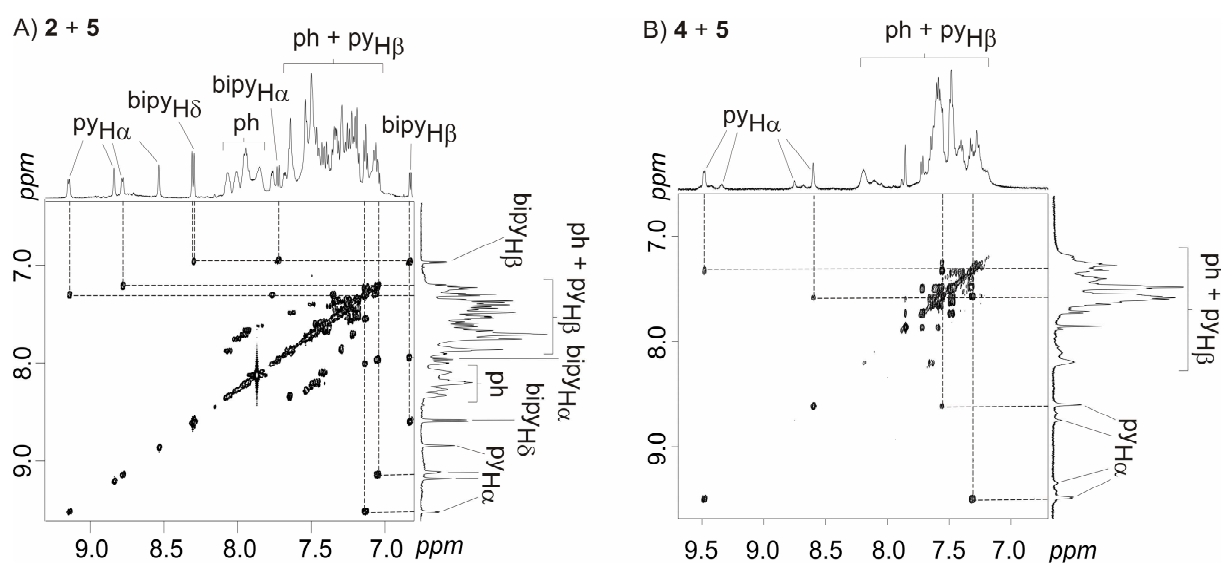 A) 2 + 5
ph + pyHβ
bipyHα
bipyHδ
ph
pyHα
bipyHβ
ppm
7.0
8.0
9.0
9.0
8.5
8.0
7.5
7.0
ppm
bipyHβ
ph + pyHβ
bipyHα
ph
bipyHδ
pyHα
B) 4 + 5
ph + pyHβ
pyHα
ppm
7.0
8.0
9.0
9.5
9.0
8.5
8.0
7.5
7.0
ppm
ph + pyHβ
pyHα